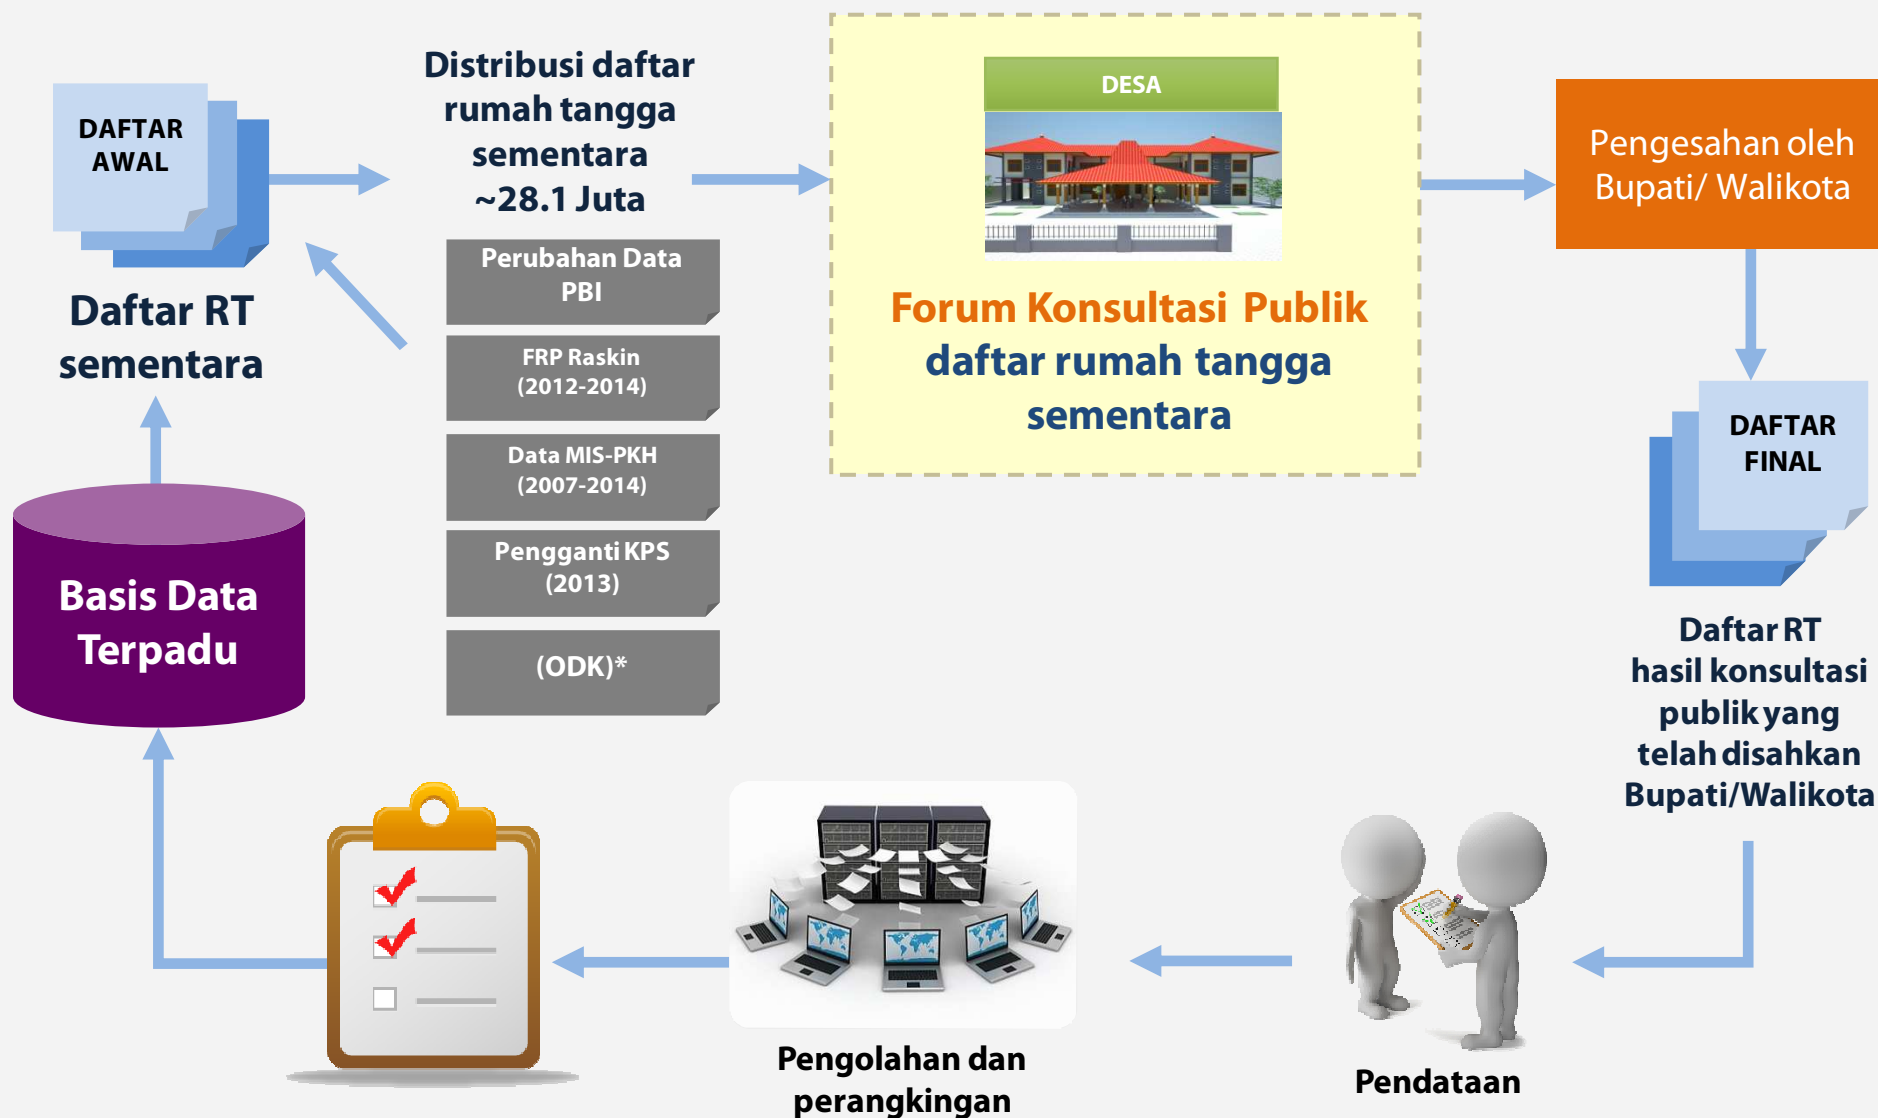 DAFTAR
AWAL
Daftar RT
sementara
Distribusi daftar
rumah tangga
sementara
~28.1 Juta
Perubahan Data
PBI
FRP Raskin
(2012-2014)
Data MIS-PKH
(2007-2014)
Pengganti KPS
(2013)
(ODK)*
DESA
Forum Konsultasi Publik
daftar rumah tangga
sementara
Pengesahan oleh
Bupati/ Walikota
DAFTAR
FINAL
Daftar RT
hasil konsultasi
publik yang
telah disahkan
Bupati/Walikota
Pendataan
Pengolahan dan
perangkingan
Basis Data
Terpadu